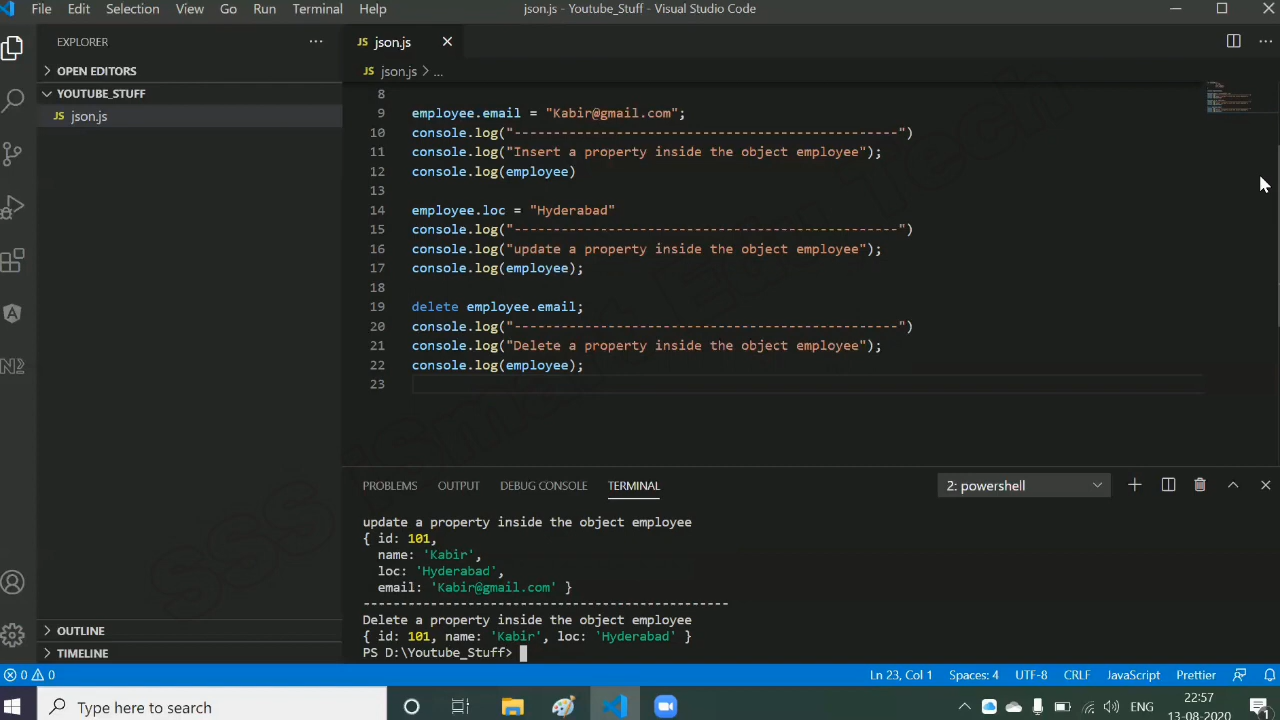 File Edit Selection View Go Run Terminal Help json.js - Youtube_Stuff - Visual Studio Code
EXPLORER
OPEN EDITORS
YOUTUBE_STUFF
JS json.js
JS json.js
JS json.js > ...
8
9 employee.email = "Kabir@gmail.com";
10 console.log("-------------------------------------------------")
11 console.log("Insert a property inside the object employee");
12 console.log(employee)
13
14 employee.loc = "Hyderabad"
15 console.log("-------------------------------------------------")
16 console.log("update a property inside the object employee");
17 console.log(employee);
18
19 delete employee.email;
20 console.log("-------------------------------------------------")
21 console.log("Delete a property inside the object employee");
22 console.log(employee);
23
SSS Smart Edu Tech
PROBLEMS OUTPUT DEBUG CONSOLE TERMINAL 2: powershell
update a property inside the object employee
{ id: 101,
name: 'Kabir',
loc: 'Hyderabad',
email: 'Kabir@gmail.com' }
-------------------------------------------------
Delete a property inside the object employee
{ id: 101, name: 'Kabir', loc: 'Hyderabad' }
PS D:\Youtube_Stuff>
OUTLINE
TIMELINE
0 0 Ln 23, Col 1 Spaces: 4 UTF-8 CRLF JavaScript Prettier
Type here to search
ENG
22:57
13-08-2020